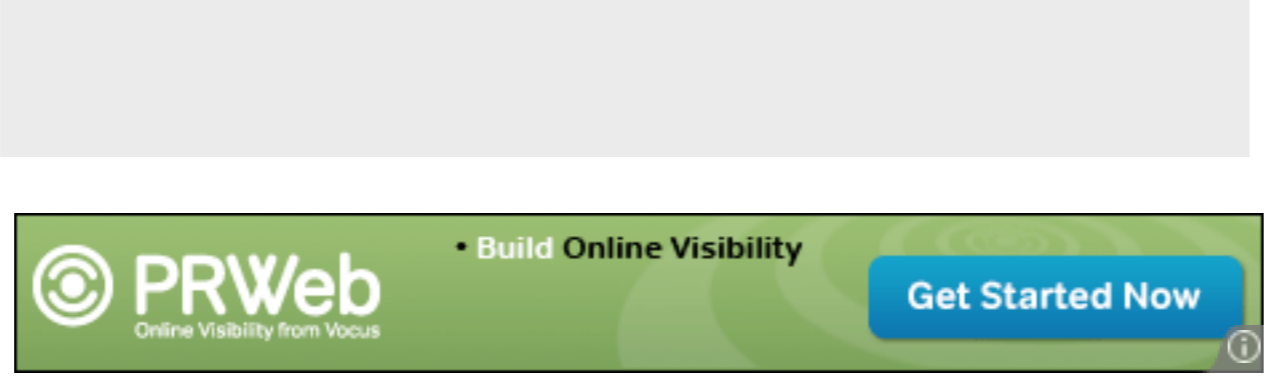 • Build Online Visibility
PRWeb
Online Visibility from Vocus
Get Started Now